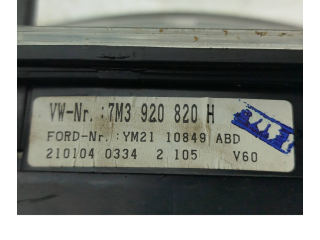 VW-Nr. :7M3 920 820 H
FORD-Nr. :YM21 10849 ABD
210104 0334 2 105 V60